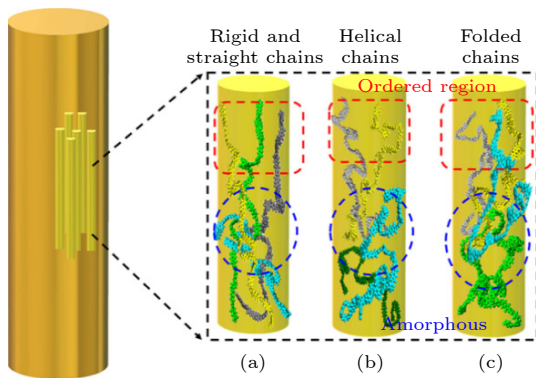 Rigid and
straight chains
Helical
chains
Folded
chains
Ordered region
Amorphous
(a)
(b)
(c)